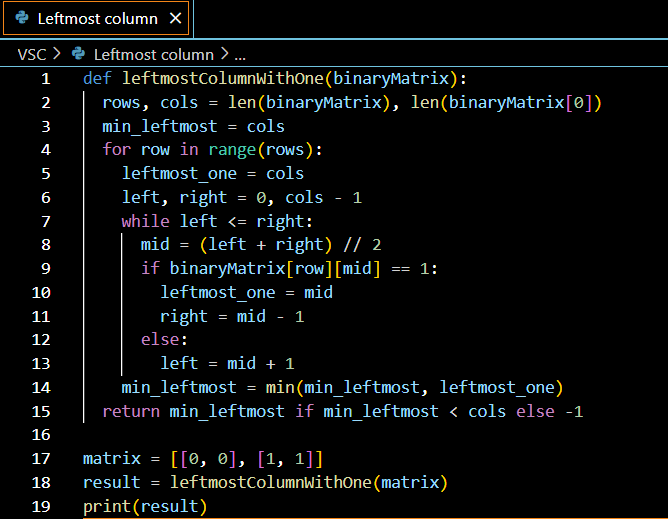 Leftmost column ×
VSC > Leftmost column > ...
1 def leftmostColumnWithOne(binaryMatrix):
2   rows, cols = len(binaryMatrix), len(binaryMatrix[0])
3   min_leftmost = cols
4   for row in range(rows):
5     leftmost_one = cols
6     left, right = 0, cols - 1
7     while left <= right:
8       mid = (left + right) // 2
9       if binaryMatrix[row][mid] == 1:
10         leftmost_one = mid
11         right = mid - 1
12       else:
13         left = mid + 1
14     min_leftmost = min(min_leftmost, leftmost_one)
15   return min_leftmost if min_leftmost < cols else -1
16
17 matrix = [[0, 0], [1, 1]]
18 result = leftmostColumnWithOne(matrix)
19 print(result)